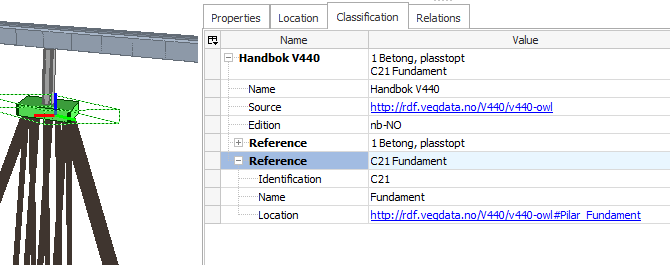 Properties Location Classification Relations
Name Value
Handbok V440 1 Betong, plasstopt
C21 Fundament
Name Handbok V440
Source http://rdf.vegdata.no/V440/v440-owl
Edition nb-NO
Reference 1 Betong, plasstopt
Reference C21 Fundament
Identification C21
Name Fundament
Location http://rdf.vegdata.no/V440/v440-owl#Pilar_Fundament